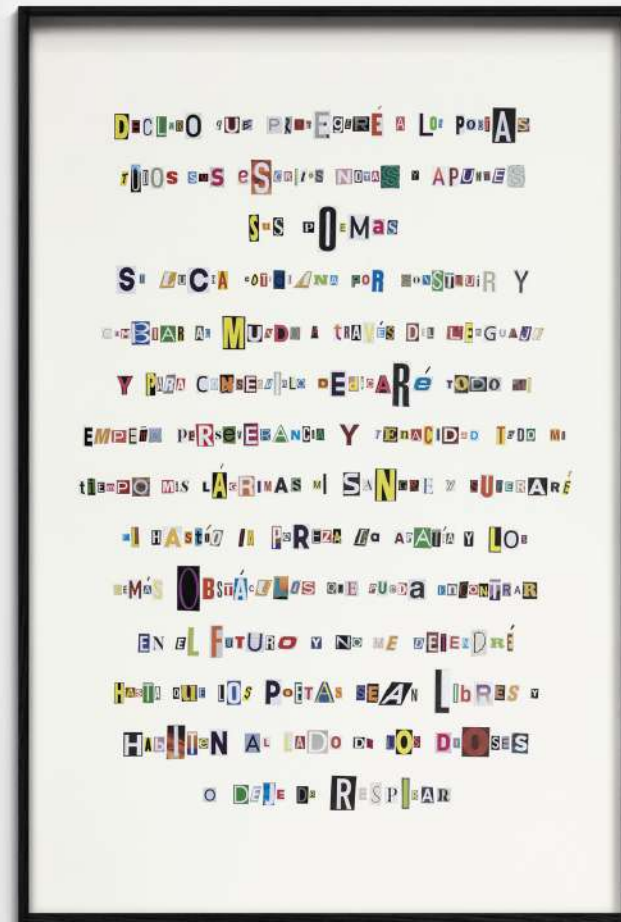 DECLARO QUE PROTEGERÉ A LOS POETAS
TODOS SUS eSCRITOS NOTAS Y APUNTES
SUS POEMas
SU LUCHA COTIDIANA POR CONSTRUIR Y
CAMBIAR AL MUNDO A tRAVÉS DEL LENGUAJE
Y PARA CONSEGUIRLO DEdiCARé TODO MI
EMPEÑO PERSeVERANCIA Y TENACIDAD TODO MI
tiEMPO MIS LÁGRIMAS MI SANGRE Y SUPERARÉ
EL HAStíO LA PeREZA La APATÍA Y LOS
DEMÁS OBSTÁCULOS QUE PUEDa ENCONTRAR
EN eL FUTURO Y NO ME DETENDRÉ
HASTA QUE LOS POETAS SEAN LIbRES Y
HabITeN AL LADO DE LOS DIOSES
O DEJE DE RESPIRAR